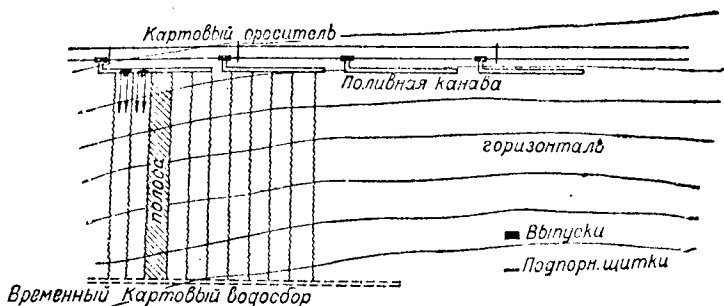 Картовый ороситель
Поливная канава
горизонталь
полоса
Выпуски
Подпорн. щитки
Временный Картовый водосбор